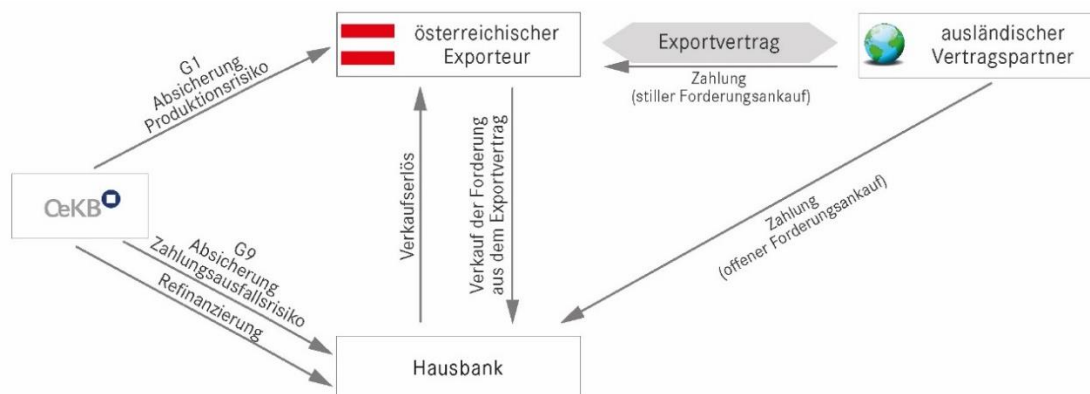 österreichischer
Exporteur
Exportvertrag
Zahlung
(stiller Forderungsankauf)
ausländischer
Vertragspartner
G1
Absicherung
Produktionsrisiko
OeKB
G9
Absicherung
Zahlungsausfallsrisiko
Refinanzierung
Verkaufserlös
Verkauf der Forderung
aus dem Exportvertrag
Zahlung
(offener Forderungsankauf)
Hausbank